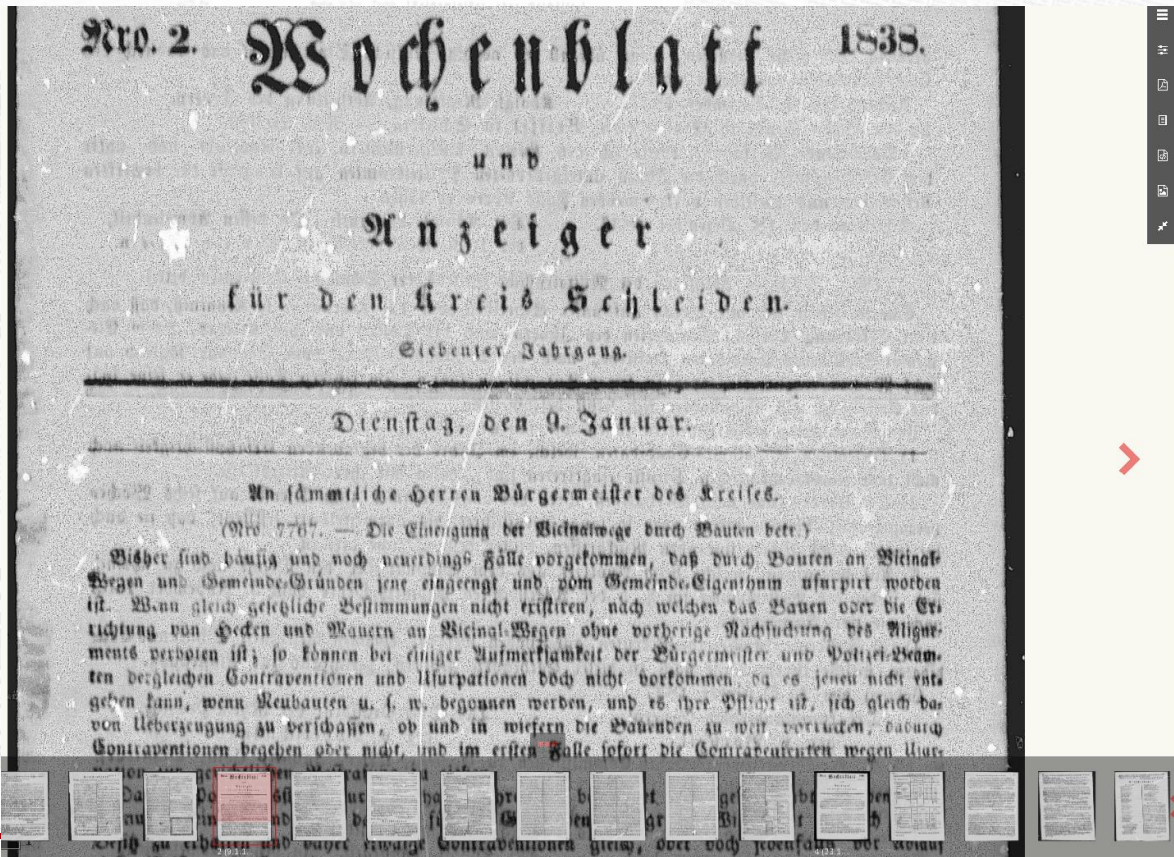 Nro. 2. Wochenblatt 1838.
und
Anzeiger
für den Kreis Schleiden.
Siebenter Jahrgang.
Dienstag, den 9. Januar.
An sämmtliche Herren Bürgermeister des Kreises.
(Nro 7767. — Die Einengung der Vicinalwege durch Bauten betr.)
Bisher sind häufig und noch neuerdings Fälle vorgekommen, daß durch Bauten an Vicinal-
Wegen und Gemeinde-Gründen jene eingeengt und vom Gemeinde-Eigenthum usurpirt worden
ist. Wenn gleich gesetzliche Bestimmungen nicht existiren, nach welchen das Bauen oder die Er-
richtung von Hecken und Mauern an Vicinal-Wegen ohne vorherige Nachsuchung des Aligne-
ments verboten ist; so können bei einiger Aufmerksamkeit der Bürgermeister und Polizei-Beam-
ten dergleichen Contraventionen und Usurpationen doch nicht vorkommen, da es jenen nicht ent-
gehen kann, wenn Neubauten u. s. w. begonnen werden, und es ihre Pflicht ist, sich gleich da-
von Ueberzeugung zu verschaffen, ob und in wiefern die Bauenden zu weit vorrücken, dadurch
Contraventionen begehen oder nicht, und im ersten Falle sofort die Contravenienten wegen Usur-